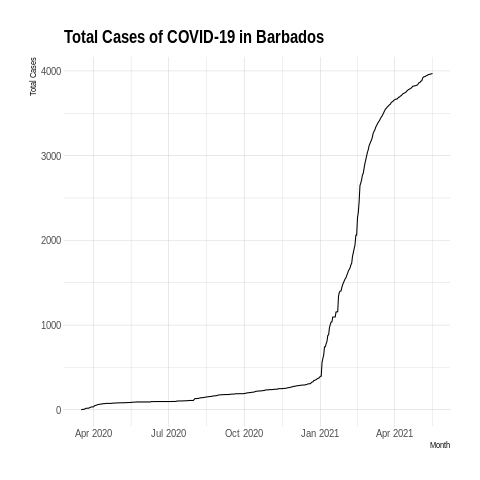 Total Cases of COVID-19 in Barbados
Total Cases
4000
3000
2000
1000
0
Apr 2020 Jul 2020 Oct 2020 Jan 2021 Apr 2021
Month